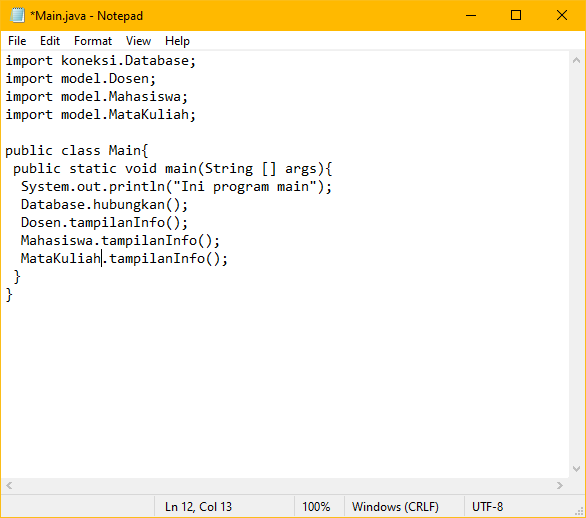 *Main.java - Notepad
File Edit Format View Help
import koneksi.Database;
import model.Dosen;
import model.Mahasiswa;
import model.MataKuliah;

public class Main{
 public static void main(String [] args){
  System.out.println("Ini program main");
  Database.hubungkan();
  Dosen.tampilanInfo();
  Mahasiswa.tampilanInfo();
  MataKuliah.tampilanInfo();
 }
}
Ln 12, Col 13 100% Windows (CRLF) UTF-8